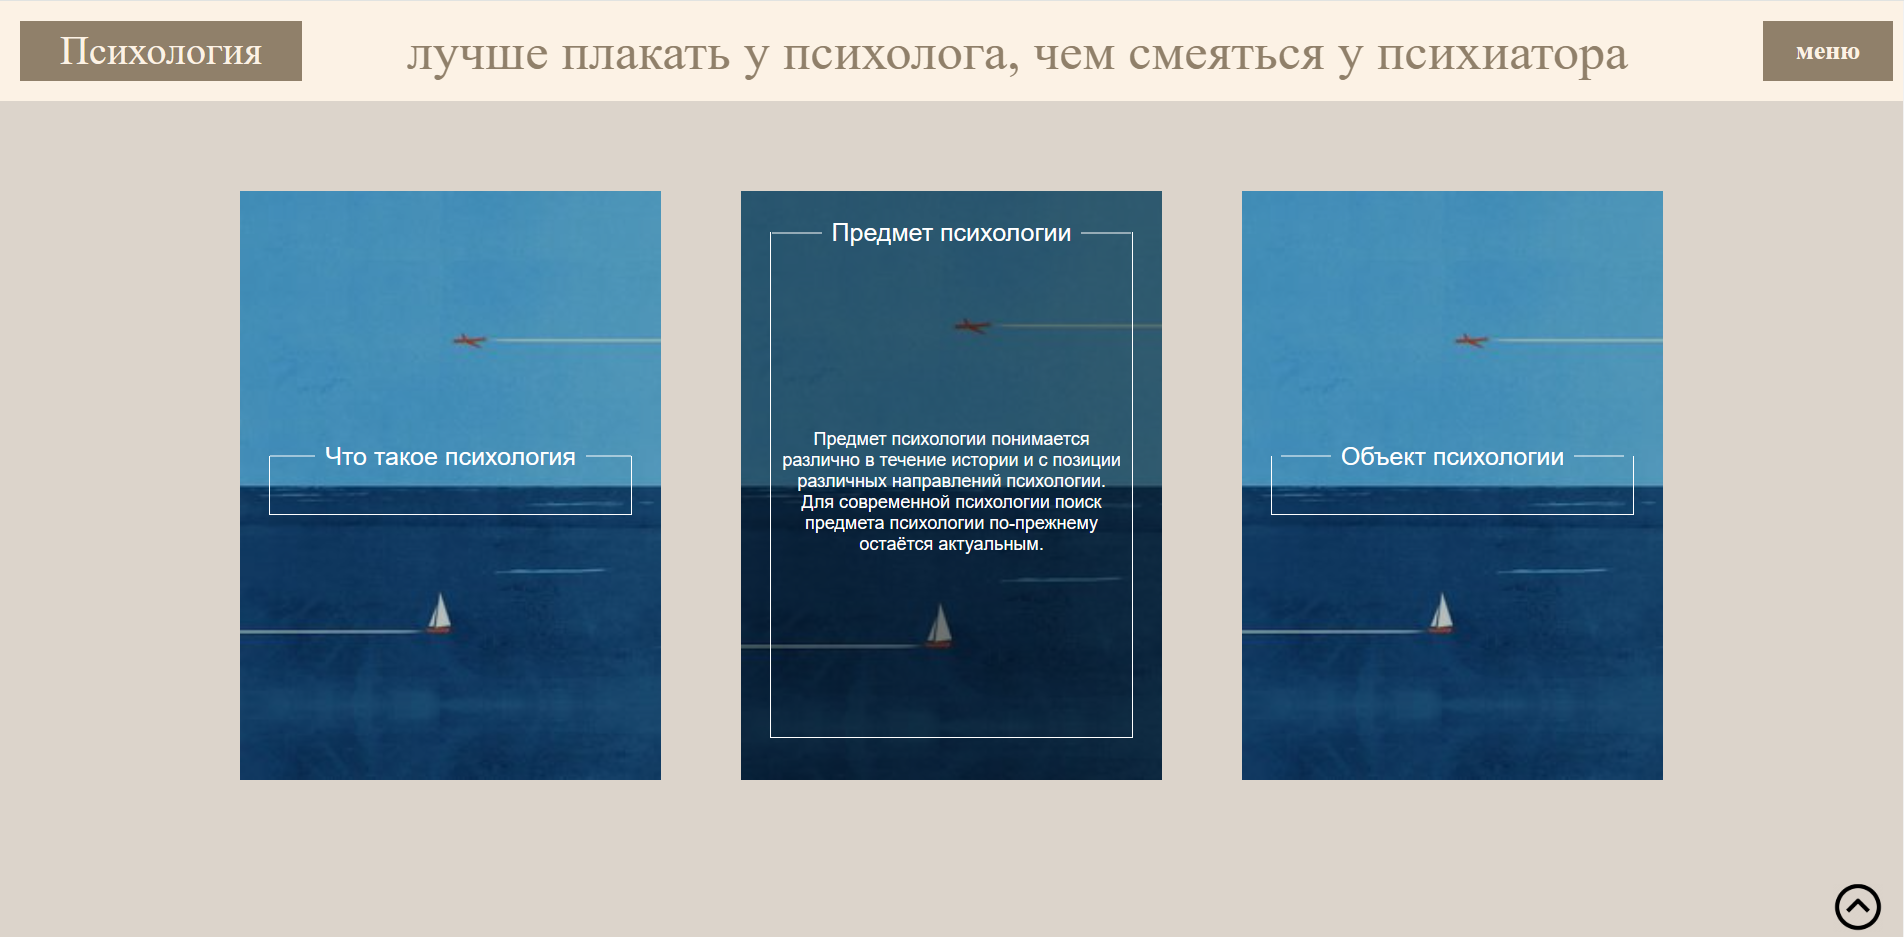 Психология
лучше плакать у психолога, чем смеяться у психиатора
меню
Что такое психология
Предмет психологии
Предмет психологии понимается
различно в течение истории и с позиции
различных направлений психологии.
Для современной психологии поиск
предмета психологии по-прежнему
остаётся актуальным.
Объект психологии